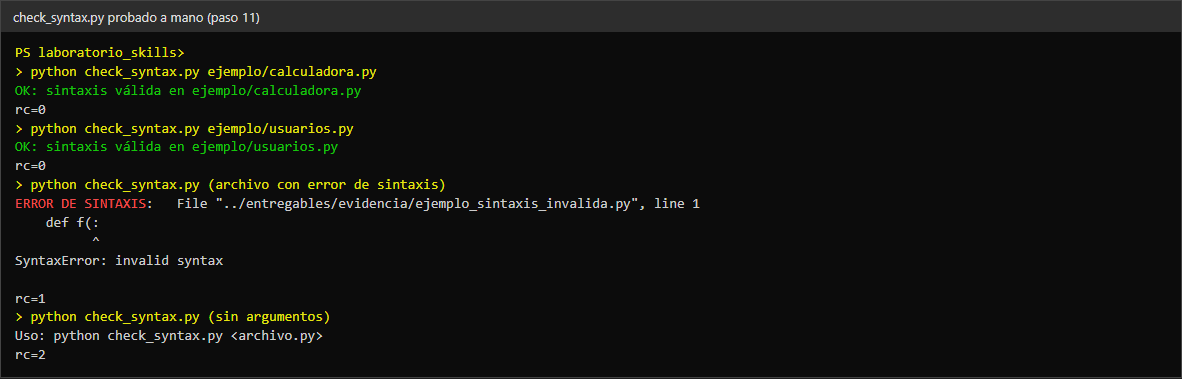 check_syntax.py probado a mano (paso 11)
PS laboratorio_skills>
> python check_syntax.py ejemplo/calculadora.py
OK: sintaxis válida en ejemplo/calculadora.py
rc=0
> python check_syntax.py ejemplo/usuarios.py
OK: sintaxis válida en ejemplo/usuarios.py
rc=0
> python check_syntax.py (archivo con error de sintaxis)
ERROR DE SINTAXIS:   File "../entregables/evidencia/ejemplo_sintaxis_invalida.py", line 1
    def f(:
          ^
SyntaxError: invalid syntax
rc=1
> python check_syntax.py (sin argumentos)
Uso: python check_syntax.py <archivo.py>
rc=2